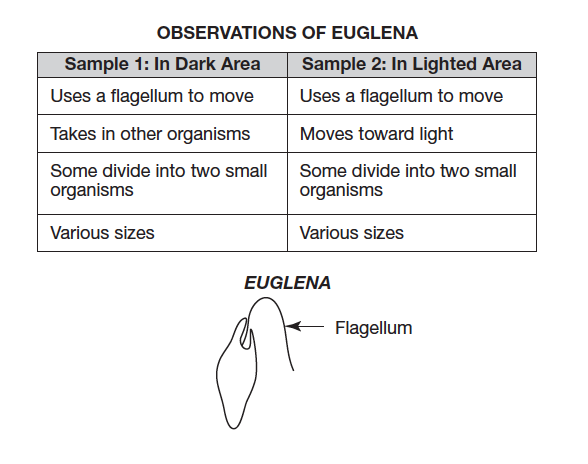 OBSERVATIONS OF EUGLENA
Sample 1: In Dark Area
Sample 2: In Lighted Area
Uses a flagellum to move
Uses a flagellum to move
Takes in other organisms
Moves toward light
Some divide into two small
organisms
Some divide into two small
organisms
Various sizes
Various sizes
EUGLENA
Flagellum